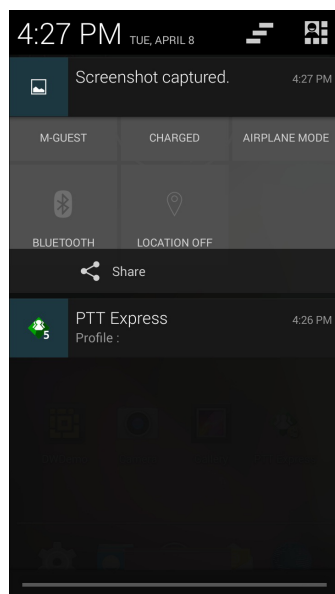 4:27 PM TUE, APRIL 8
Screenshot captured. 4:27 PM
M-GUEST CHARGED AIRPLANE MODE
BLUETOOTH LOCATION OFF
Share
PTT Express 4:26 PM
5 Profile :